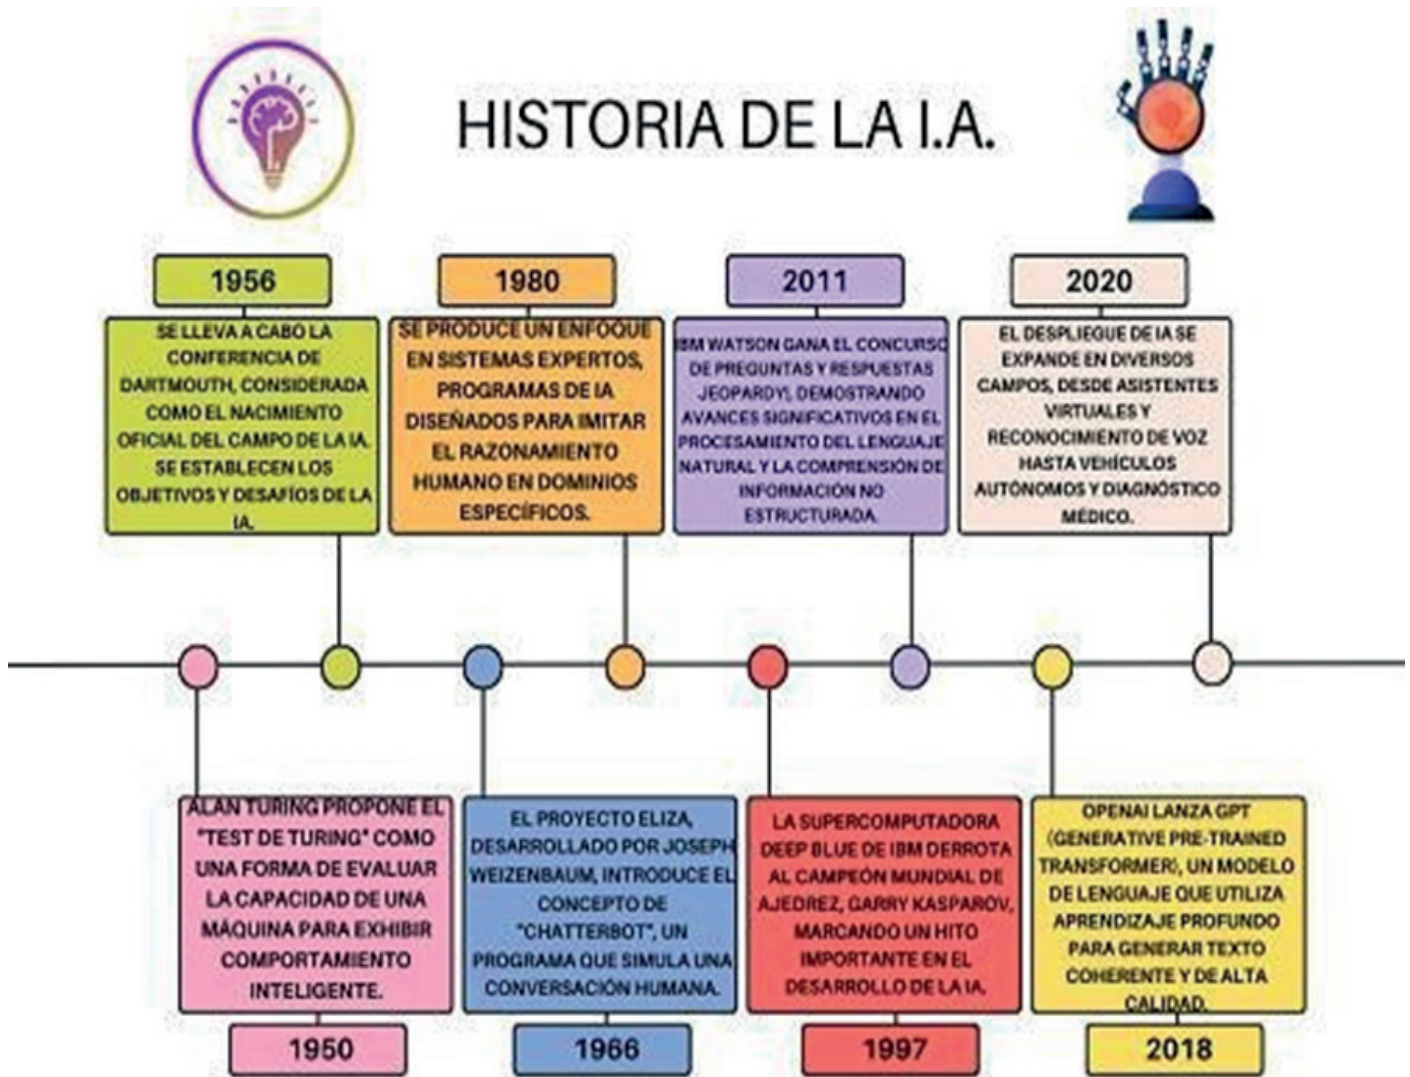 HISTORIA DE LA I.A.
1956
SE LLEVA A CABO LA
CONFERENCIA DE
DARTMOUTH, CONSIDERADA
COMO EL NACIMIENTO
OFICIAL DEL CAMPO DE LA IA.
SE ESTABLECEN LOS
OBJETIVOS Y DESAFÍOS DE LA
IA.
1980
SE PRODUCE UN ENFOQUE
EN SISTEMAS EXPERTOS,
PROGRAMAS DE IA
DISEÑADOS PARA IMITAR
EL RAZONAMIENTO
HUMANO EN DOMINIOS
ESPECÍFICOS.
2011
IBM WATSON GANA EL CONCURSO
DE PREGUNTAS Y RESPUESTAS
JEOPARDY!, DEMOSTRANDO
AVANCES SIGNIFICATIVOS EN EL
PROCESAMIENTO DEL LENGUAJE
NATURAL Y LA COMPRENSIÓN DE
INFORMACIÓN NO
ESTRUCTURADA.
2020
EL DESPLIEGUE DE IA SE
EXPANDE EN DIVERSOS
CAMPOS, DESDE ASISTENTES
VIRTUALES Y
RECONOCIMIENTO DE VOZ
HASTA VEHÍCULOS
AUTÓNOMOS Y DIAGNÓSTICO
MÉDICO.
ALAN TURING PROPONE EL
"TEST DE TURING" COMO
UNA FORMA DE EVALUAR
LA CAPACIDAD DE UNA
MÁQUINA PARA EXHIBIR
COMPORTAMIENTO
INTELIGENTE.
1950
EL PROYECTO ELIZA,
DESARROLLADO POR JOSEPH
WEIZENBAUM, INTRODUCE EL
CONCEPTO DE
"CHATTERBOT", UN
PROGRAMA QUE SIMULA UNA
CONVERSACIÓN HUMANA.
1966
LA SUPERCOMPUTADORA
DEEP BLUE DE IBM DERROTA
AL CAMPEÓN MUNDIAL DE
AJEDREZ, GARRY KASPAROV,
MARCANDO UN HITO
IMPORTANTE EN EL
DESARROLLO DE LA IA.
1997
OPENAI LANZA GPT
(GENERATIVE PRE-TRAINED
TRANSFORMER), UN MODELO
DE LENGUAJE QUE UTILIZA
APRENDIZAJE PROFUNDO
PARA GENERAR TEXTO
COHERENTE Y DE ALTA
CALIDAD.
2018